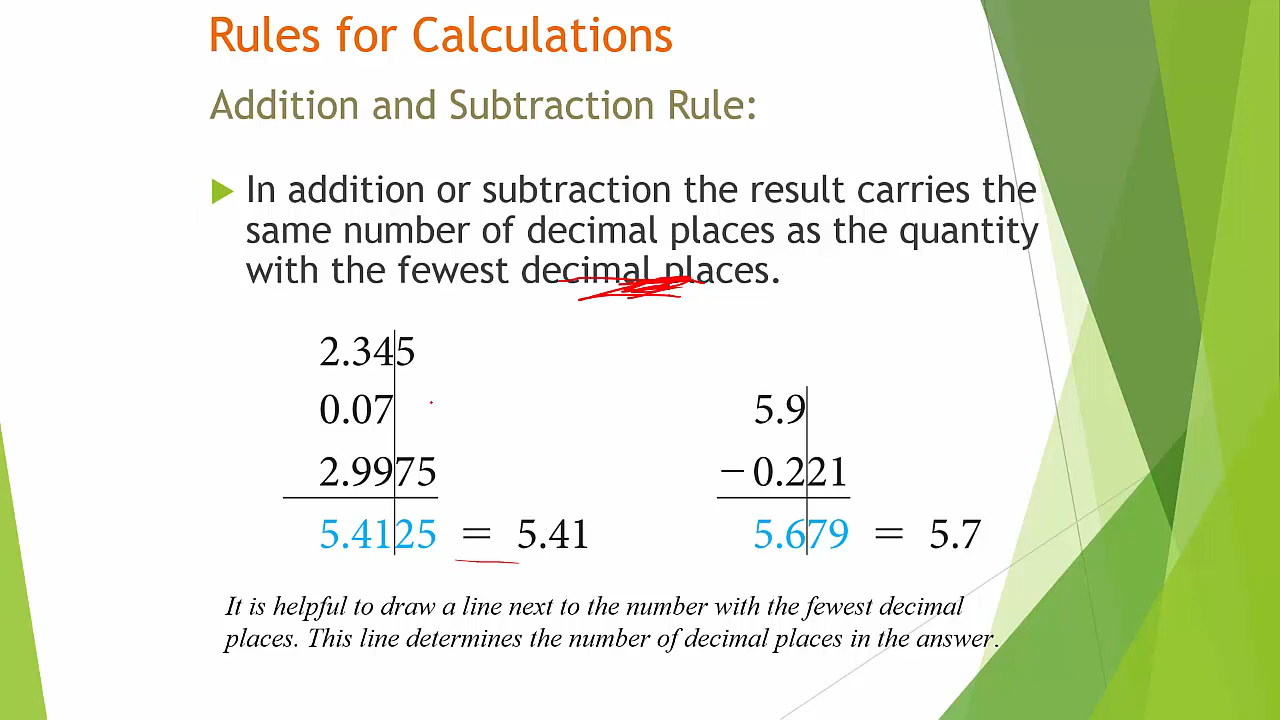 Rules for Calculations
Addition and Subtraction Rule:
In addition or subtraction the result carries the
same number of decimal places as the quantity
with the fewest decimal places.
2.345
0.07
2.9975
5.4125 = 5.41
5.9
− 0.221
5.679 = 5.7
It is helpful to draw a line next to the number with the fewest decimal
places. This line determines the number of decimal places in the answer.